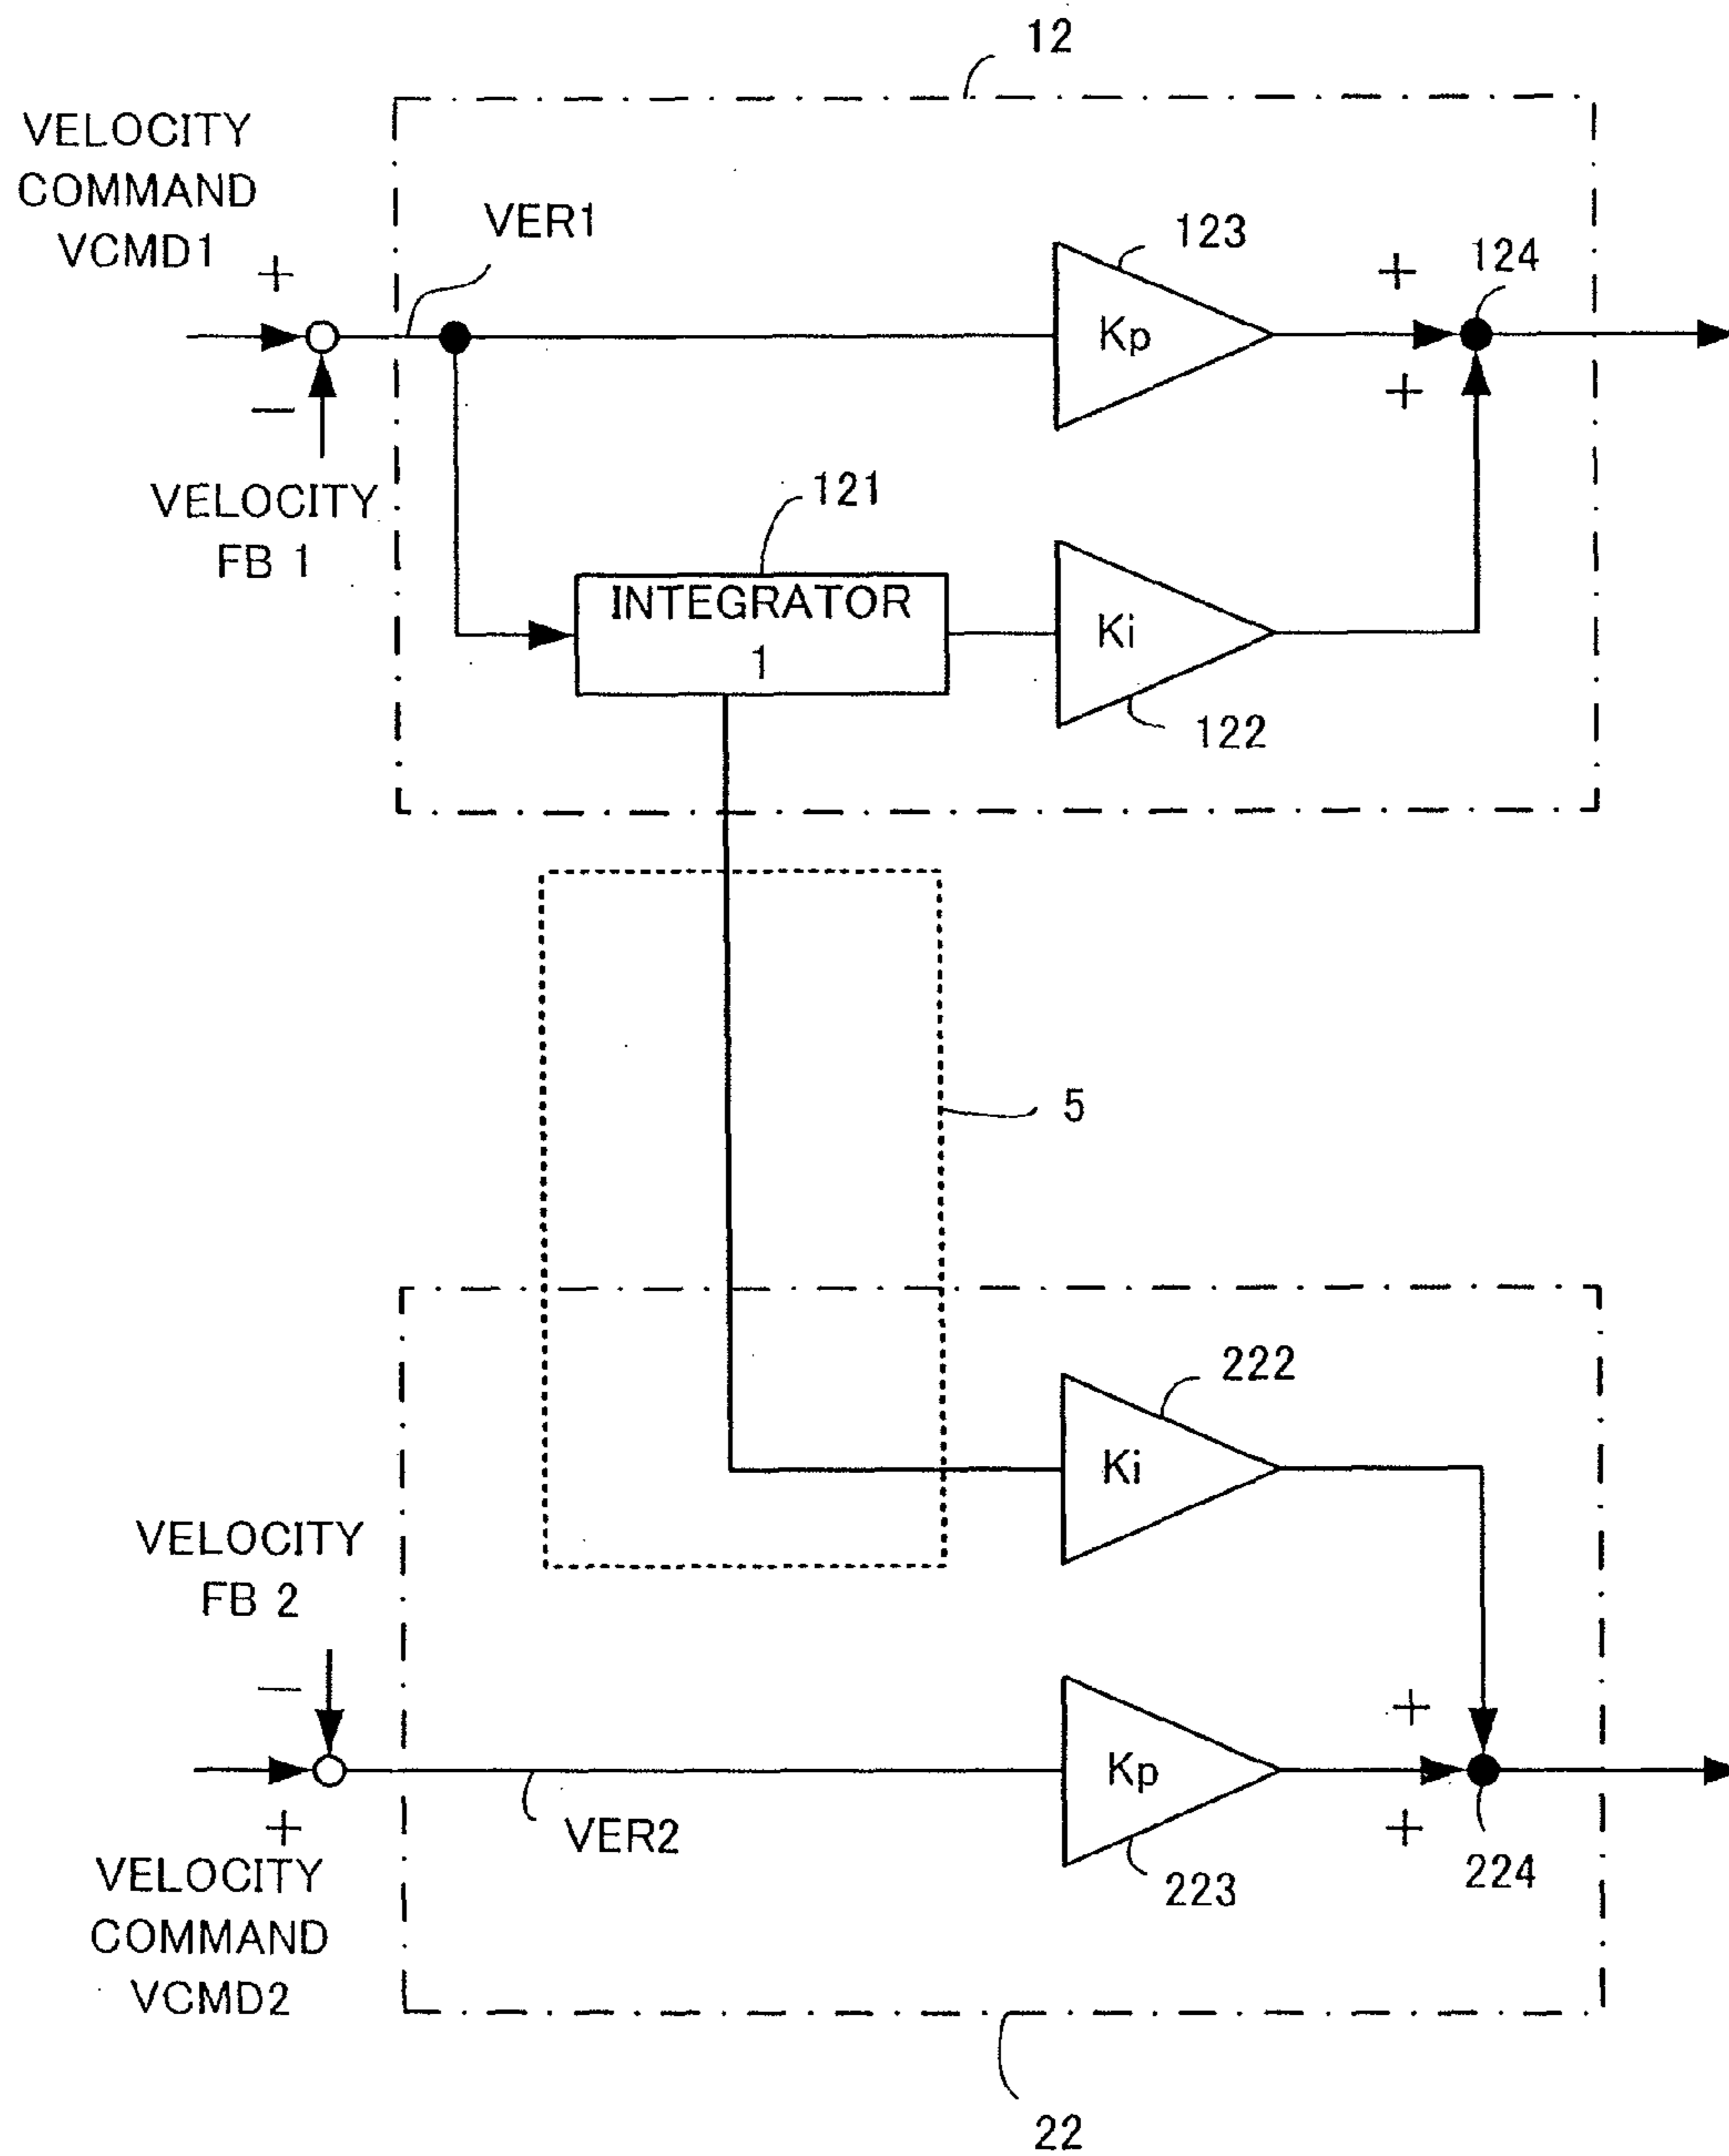 12
VELOCITY
COMMAND
VCMD1
VER1
+
−
123
124
Kp
+
+
VELOCITY
FB 1
121
INTEGRATOR
1
Ki
122
5
222
Ki
VELOCITY
FB 2
−
+
VER2
Kp
223
+
+
224
VELOCITY
COMMAND
VCMD2
22